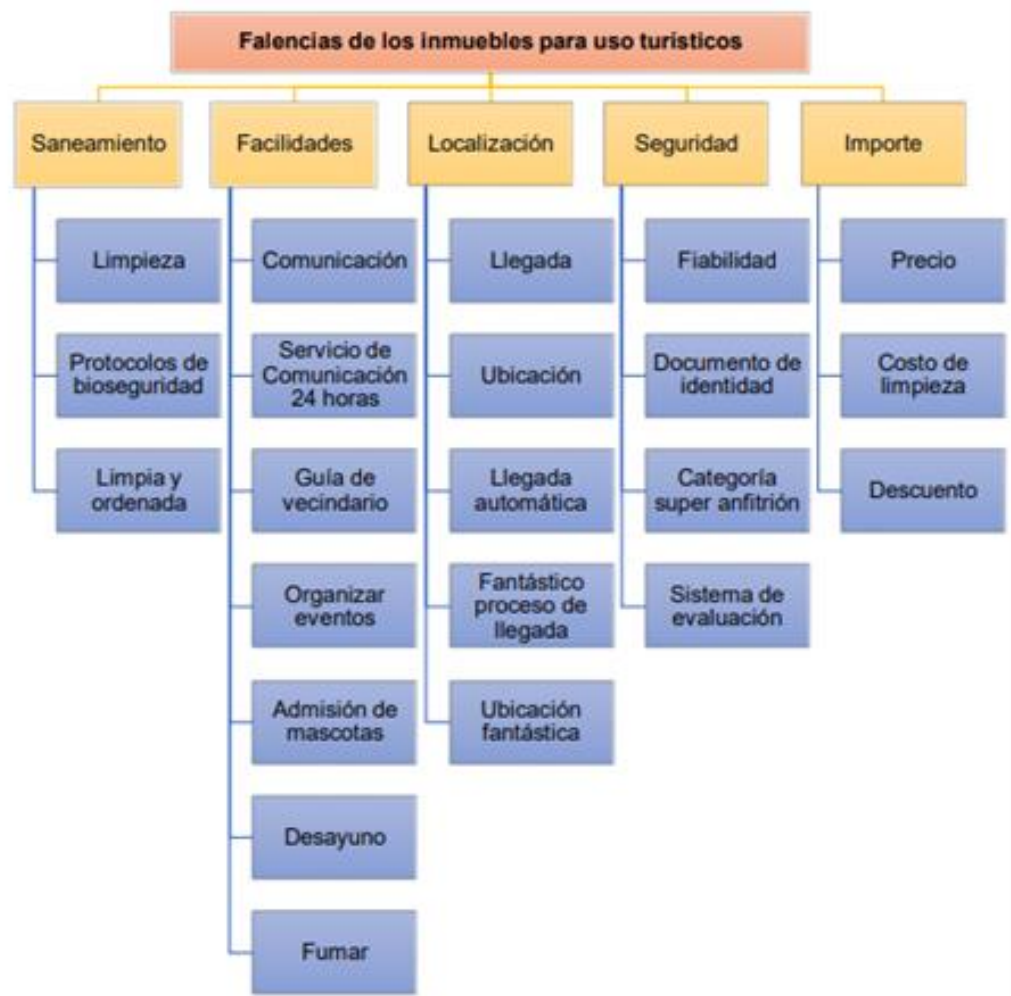 Falencias de los inmuebles para uso turísticos
Saneamiento
Limpieza
Protocolos de
bioseguridad
Limpia y
ordenada
Facilidades
Comunicación
Servicio de
Comunicación
24 horas
Guía de
vecindario
Organizar
eventos
Admisión de
mascotas
Desayuno
Fumar
Localización
Llegada
Ubicación
Llegada
automática
Fantástico
proceso de
llegada
Ubicación
fantástica
Seguridad
Fiabilidad
Documento de
identidad
Categoría
super anfitrión
Sistema de
evaluación
Importe
Precio
Costo de
limpieza
Descuento